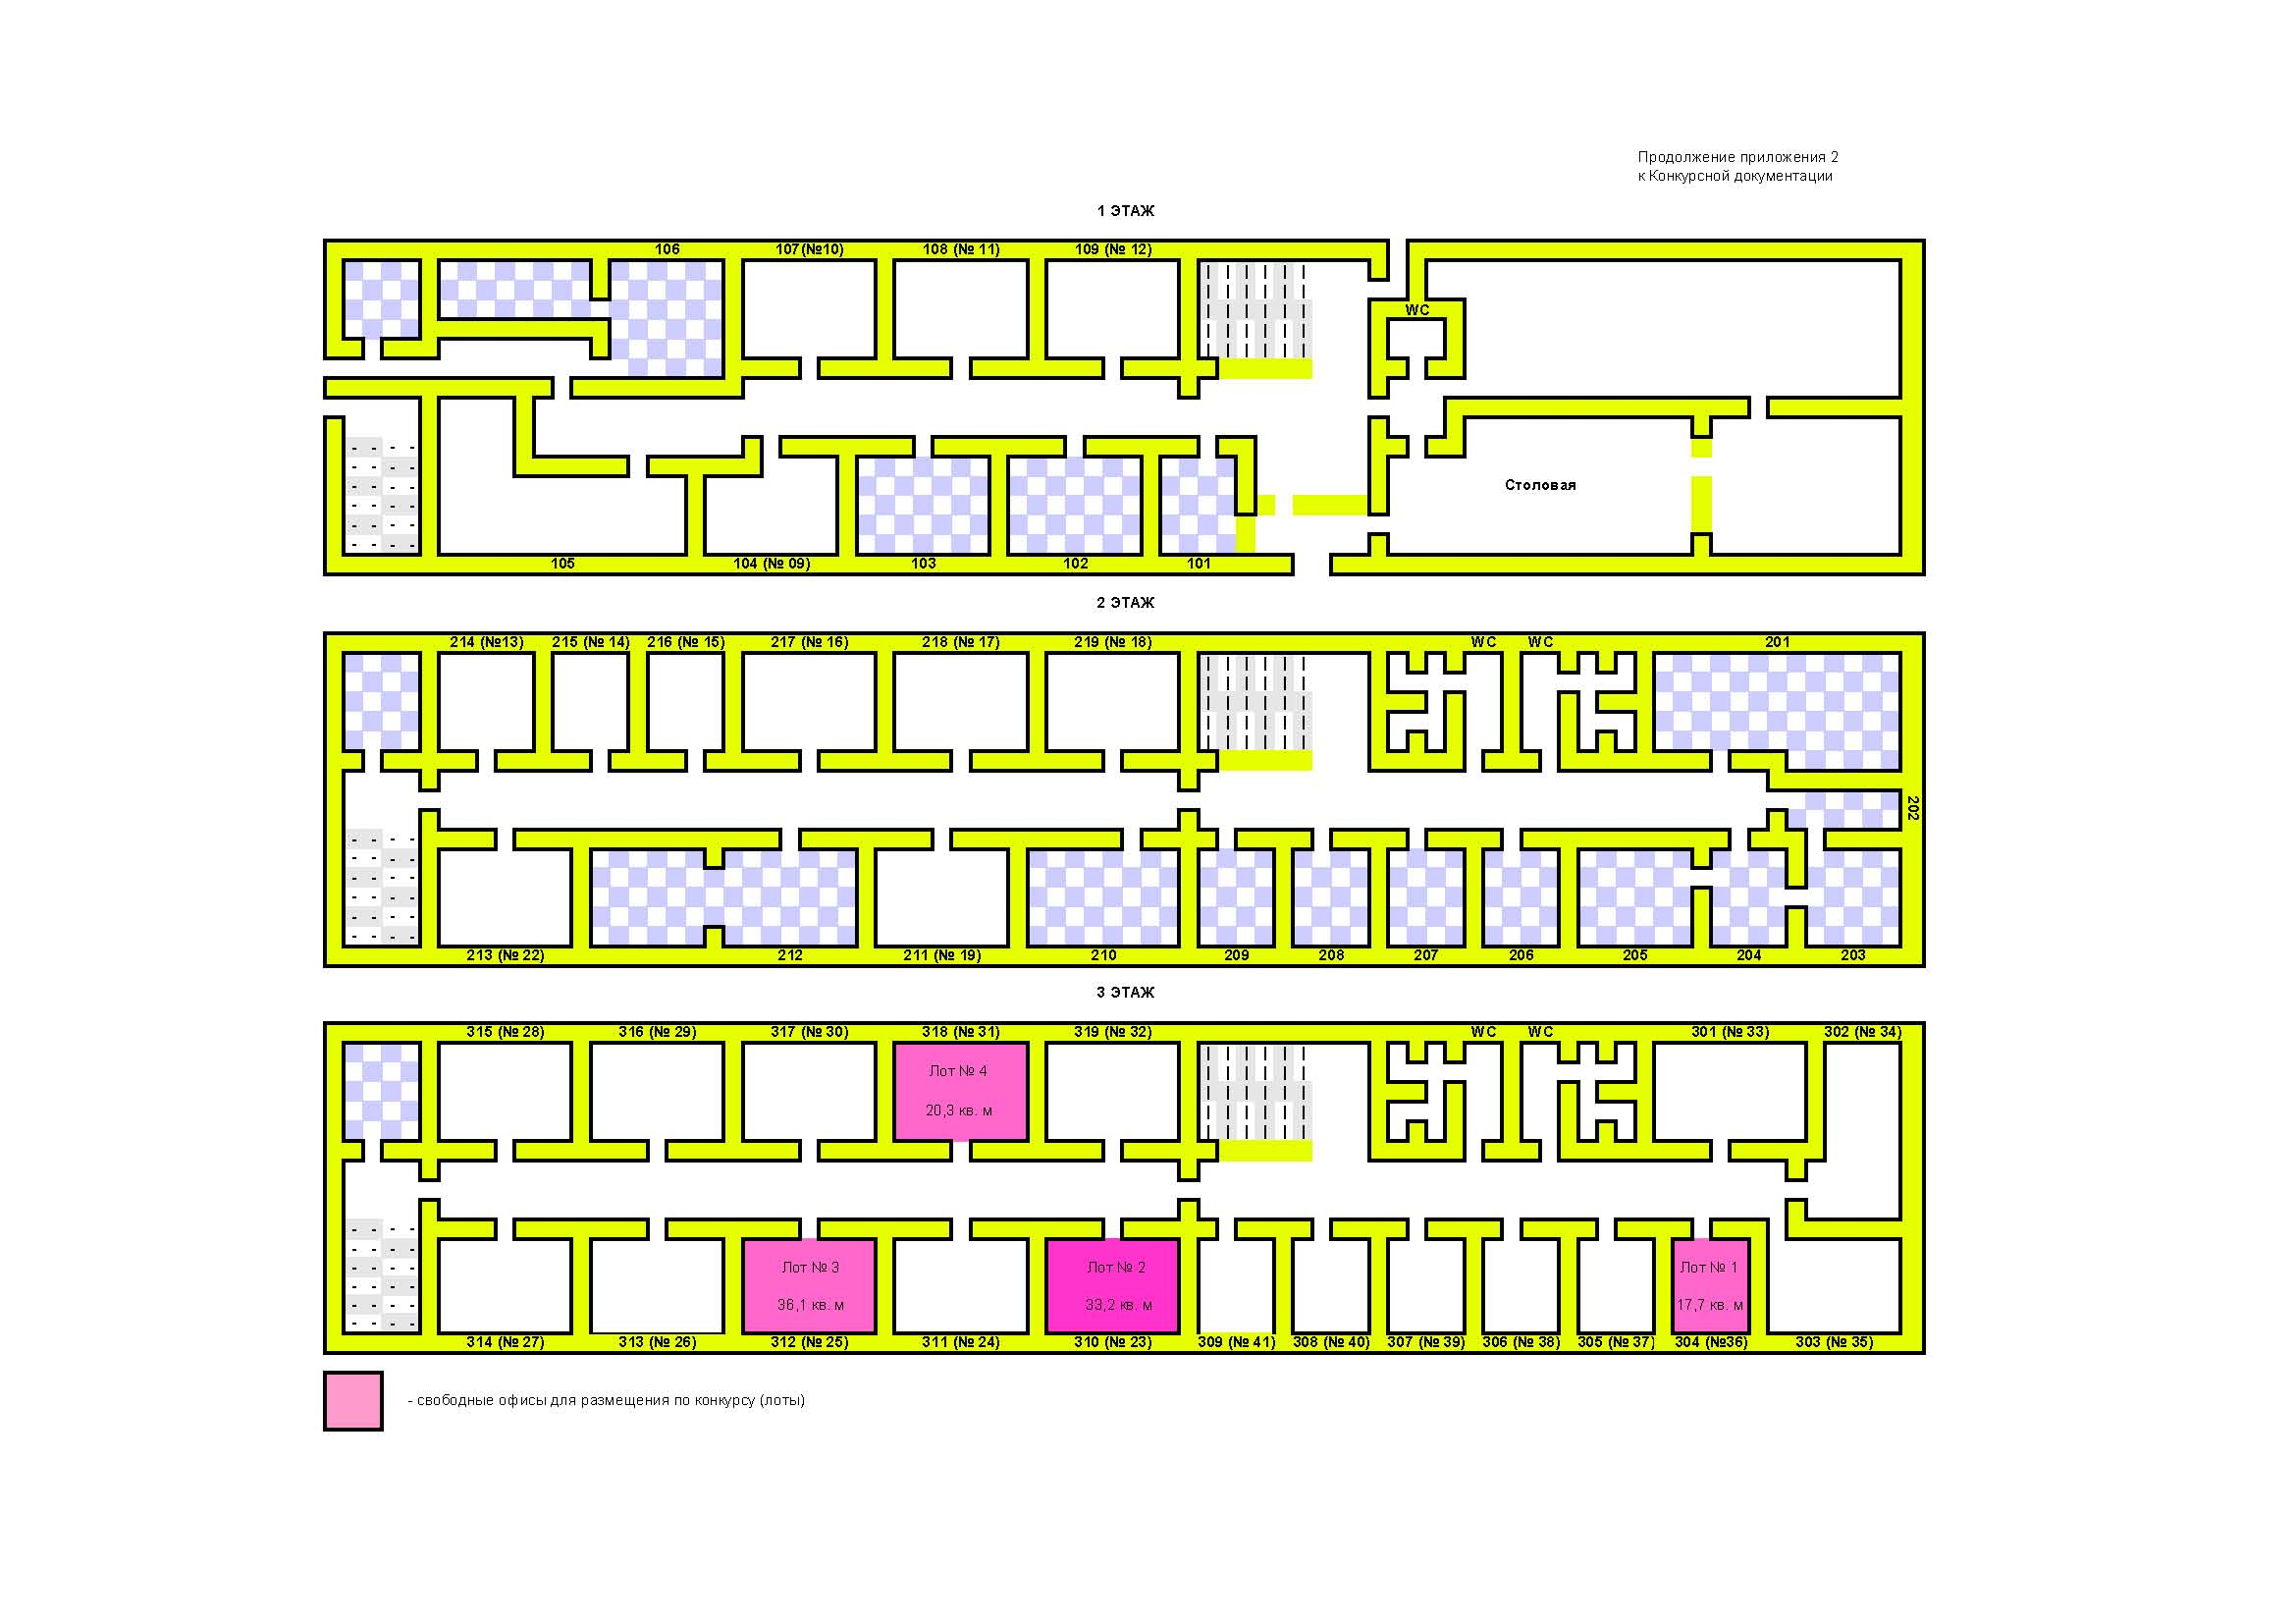 Продолжение приложения 2
к Конкурсной документации
1 ЭТАЖ
106 107(№10) 108 (№ 11) 109 (№ 12)
WC
Столовая
105 104 (№ 09) 103 102 101
2 ЭТАЖ
214 (№13) 215 (№ 14) 216 (№ 15) 217 (№ 16) 218 (№ 17) 219 (№ 18) WC WC 201
202
213 (№ 22) 212 211 (№ 19) 210 209 208 207 206 205 204 203
3 ЭТАЖ
315 (№ 28) 316 (№ 29) 317 (№ 30) 318 (№ 31) 319 (№ 32) WC WC 301 (№ 33) 302 (№ 34)
Лот № 4
20,3 кв. м
Лот № 3 Лот № 2 Лот № 1
36,1 кв. м 33,2 кв. м 17,7 кв. м
314 (№ 27) 313 (№ 26) 312 (№ 25) 311 (№ 24) 310 (№ 23) 309 (№ 41) 308 (№ 40) 307 (№ 39) 306 (№ 38) 305 (№ 37) 304 (№36) 303 (№ 35)
- свободные офисы для размещения по конкурсу (лоты)